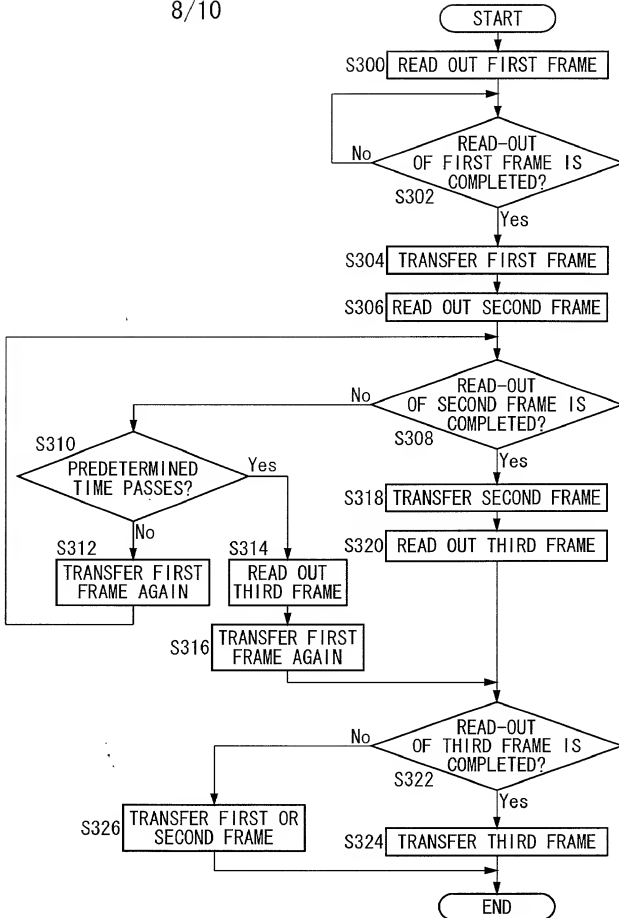 8/10
START
S300
READ OUT FIRST FRAME
READ-OUT
OF FIRST FRAME IS
COMPLETED?
No
S302
Yes
S304
TRANSFER FIRST FRAME
S306
READ OUT SECOND FRAME
READ-OUT
OF SECOND FRAME IS
COMPLETED?
No
S308
Yes
S310
PREDETERMINED
TIME PASSES?
Yes
No
S312
TRANSFER FIRST
FRAME AGAIN
S314
READ OUT
THIRD FRAME
S316
TRANSFER FIRST
FRAME AGAIN
S318
TRANSFER SECOND FRAME
S320
READ OUT THIRD FRAME
READ-OUT
OF THIRD FRAME IS
COMPLETED?
No
S322
Yes
S326
TRANSFER FIRST OR
SECOND FRAME
S324
TRANSFER THIRD FRAME
END